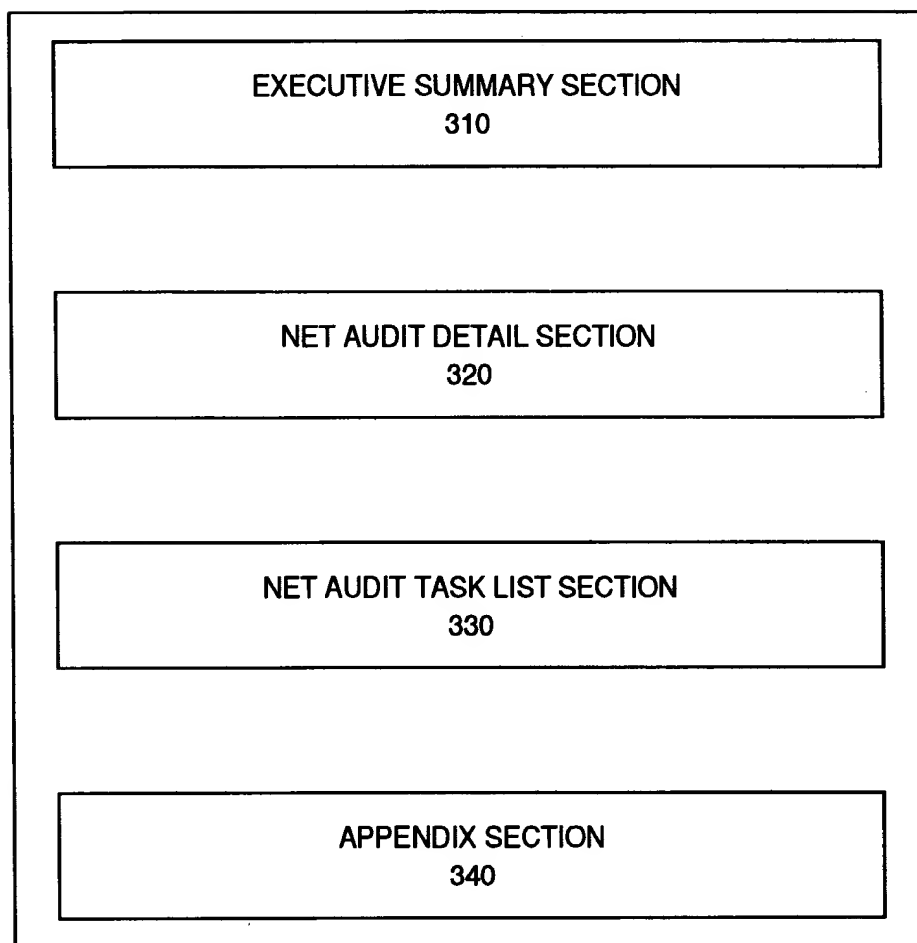 EXECUTIVE SUMMARY SECTION
310
NET AUDIT DETAIL SECTION
320
NET AUDIT TASK LIST SECTION
330
APPENDIX SECTION
340